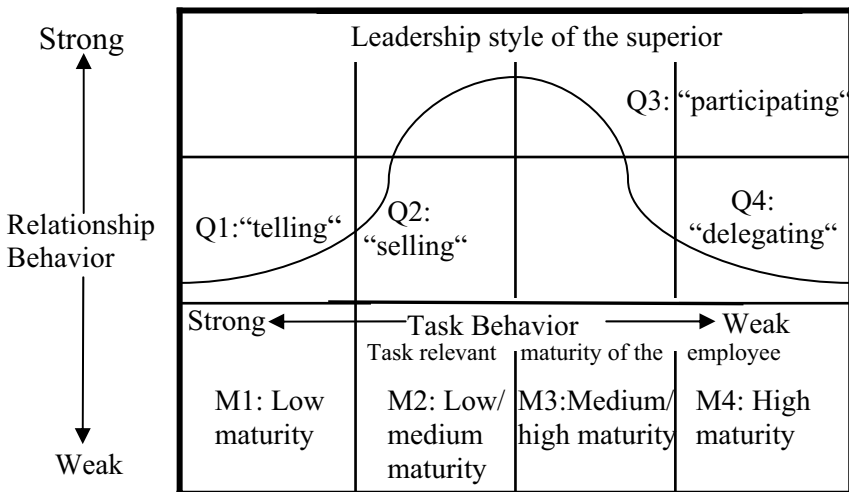 Strong
Leadership style of the superior
Q3: “participating“
Relationship
Behavior
Q1:“telling“
Q2:
“selling“
Q4:
“delegating“
Strong
Task Behavior
Weak
Task relevant maturity of the employee
M1: Low
maturity
M2: Low/
medium
maturity
M3:Medium/
high maturity
M4: High
maturity
Weak